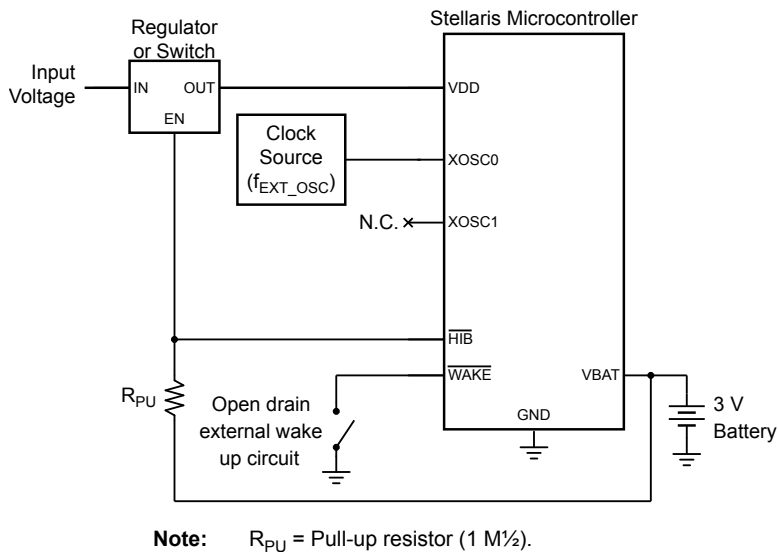 Stellaris Microcontroller
Regulator
or Switch
Input
Voltage
IN OUT
EN
VDD
Clock
Source
(fEXT_OSC)
XOSC0
N.C.
XOSC1
HIB
WAKE
VBAT
RPU
Open drain
external wake
up circuit
GND
3 V
Battery
Note: RPU = Pull-up resistor (1 M½).